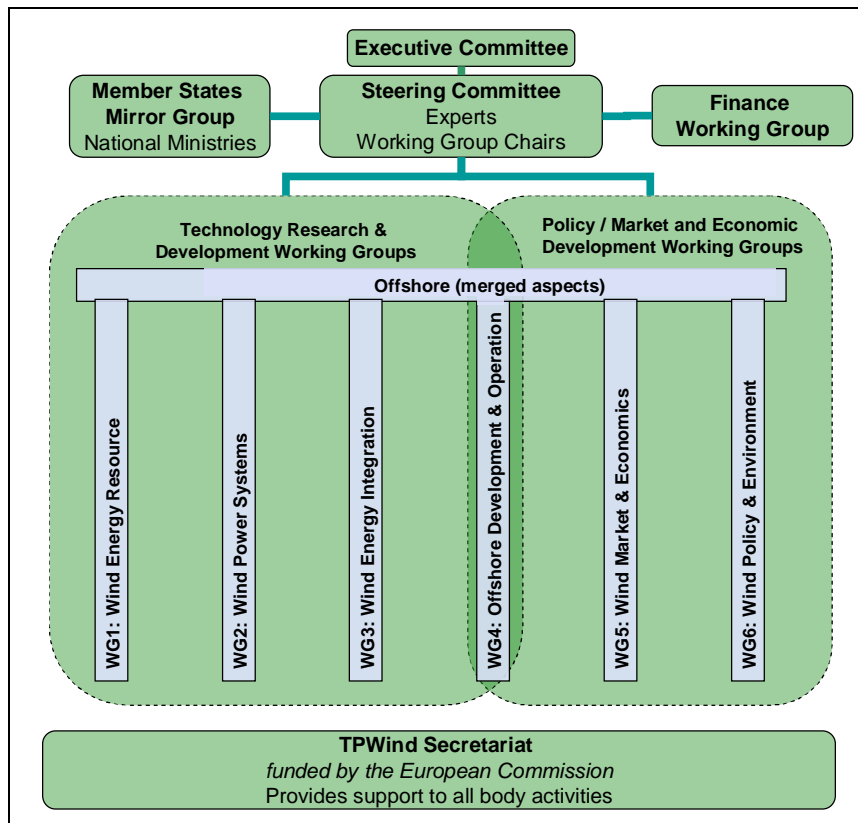 Executive Committee
Member States
Mirror Group
National Ministries
Steering Committee
Experts
Working Group Chairs
Finance
Working Group
Technology Research &
Development Working Groups
Policy / Market and Economic
Development Working Groups
Offshore (merged aspects)
WG1: Wind Energy Resource
WG2: Wind Power Systems
WG3: Wind Energy Integration
WG4: Offshore Development & Operation
WG5: Wind Market & Economics
WG6: Wind Policy & Environment
TPWind Secretariat
funded by the European Commission
Provides support to all body activities